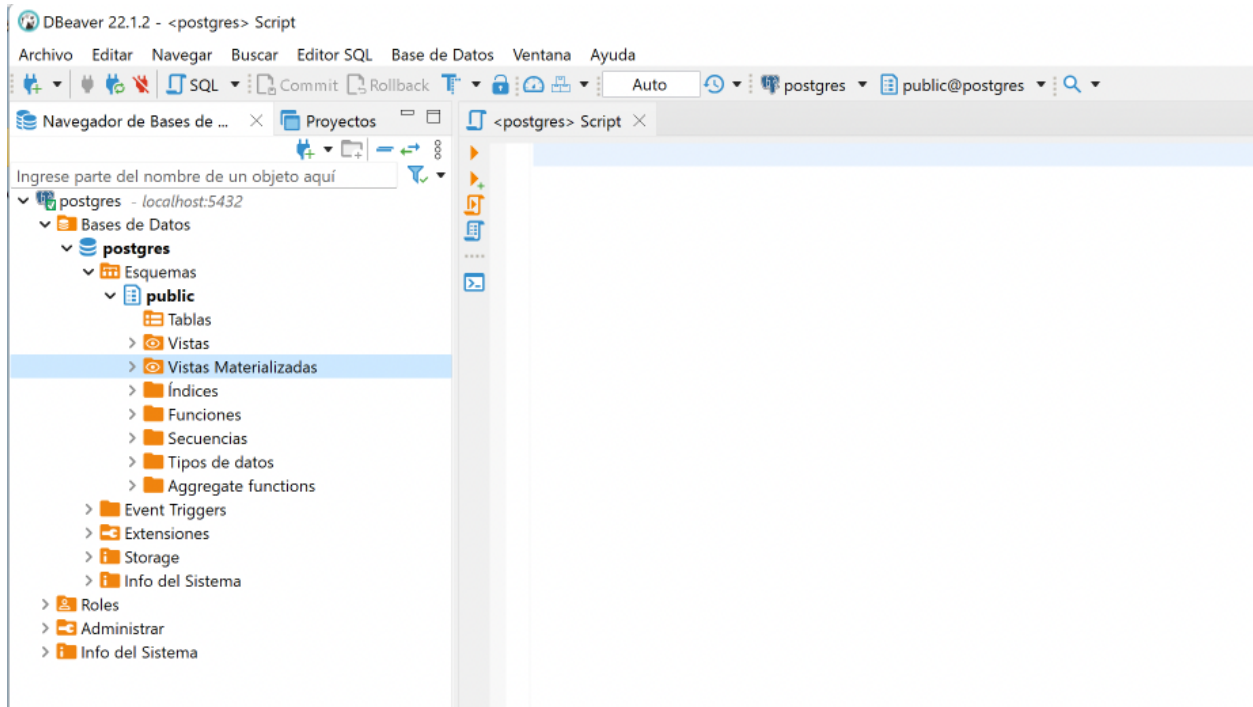 DBeaver 22.1.2 - <postgres> Script
Archivo Editar Navegar Buscar Editor SQL Base de Datos Ventana Ayuda
SQL Commit Rollback Auto postgres public@postgres
Navegador de Bases de ... Proyectos
<postgres> Script
Ingrese parte del nombre de un objeto aquí
postgres - localhost:5432
Bases de Datos
postgres
Esquemas
public
Tablas
Vistas
Vistas Materializadas
Índices
Funciones
Secuencias
Tipos de datos
Aggregate functions
Event Triggers
Extensiones
Storage
Info del Sistema
Roles
Administrar
Info del Sistema